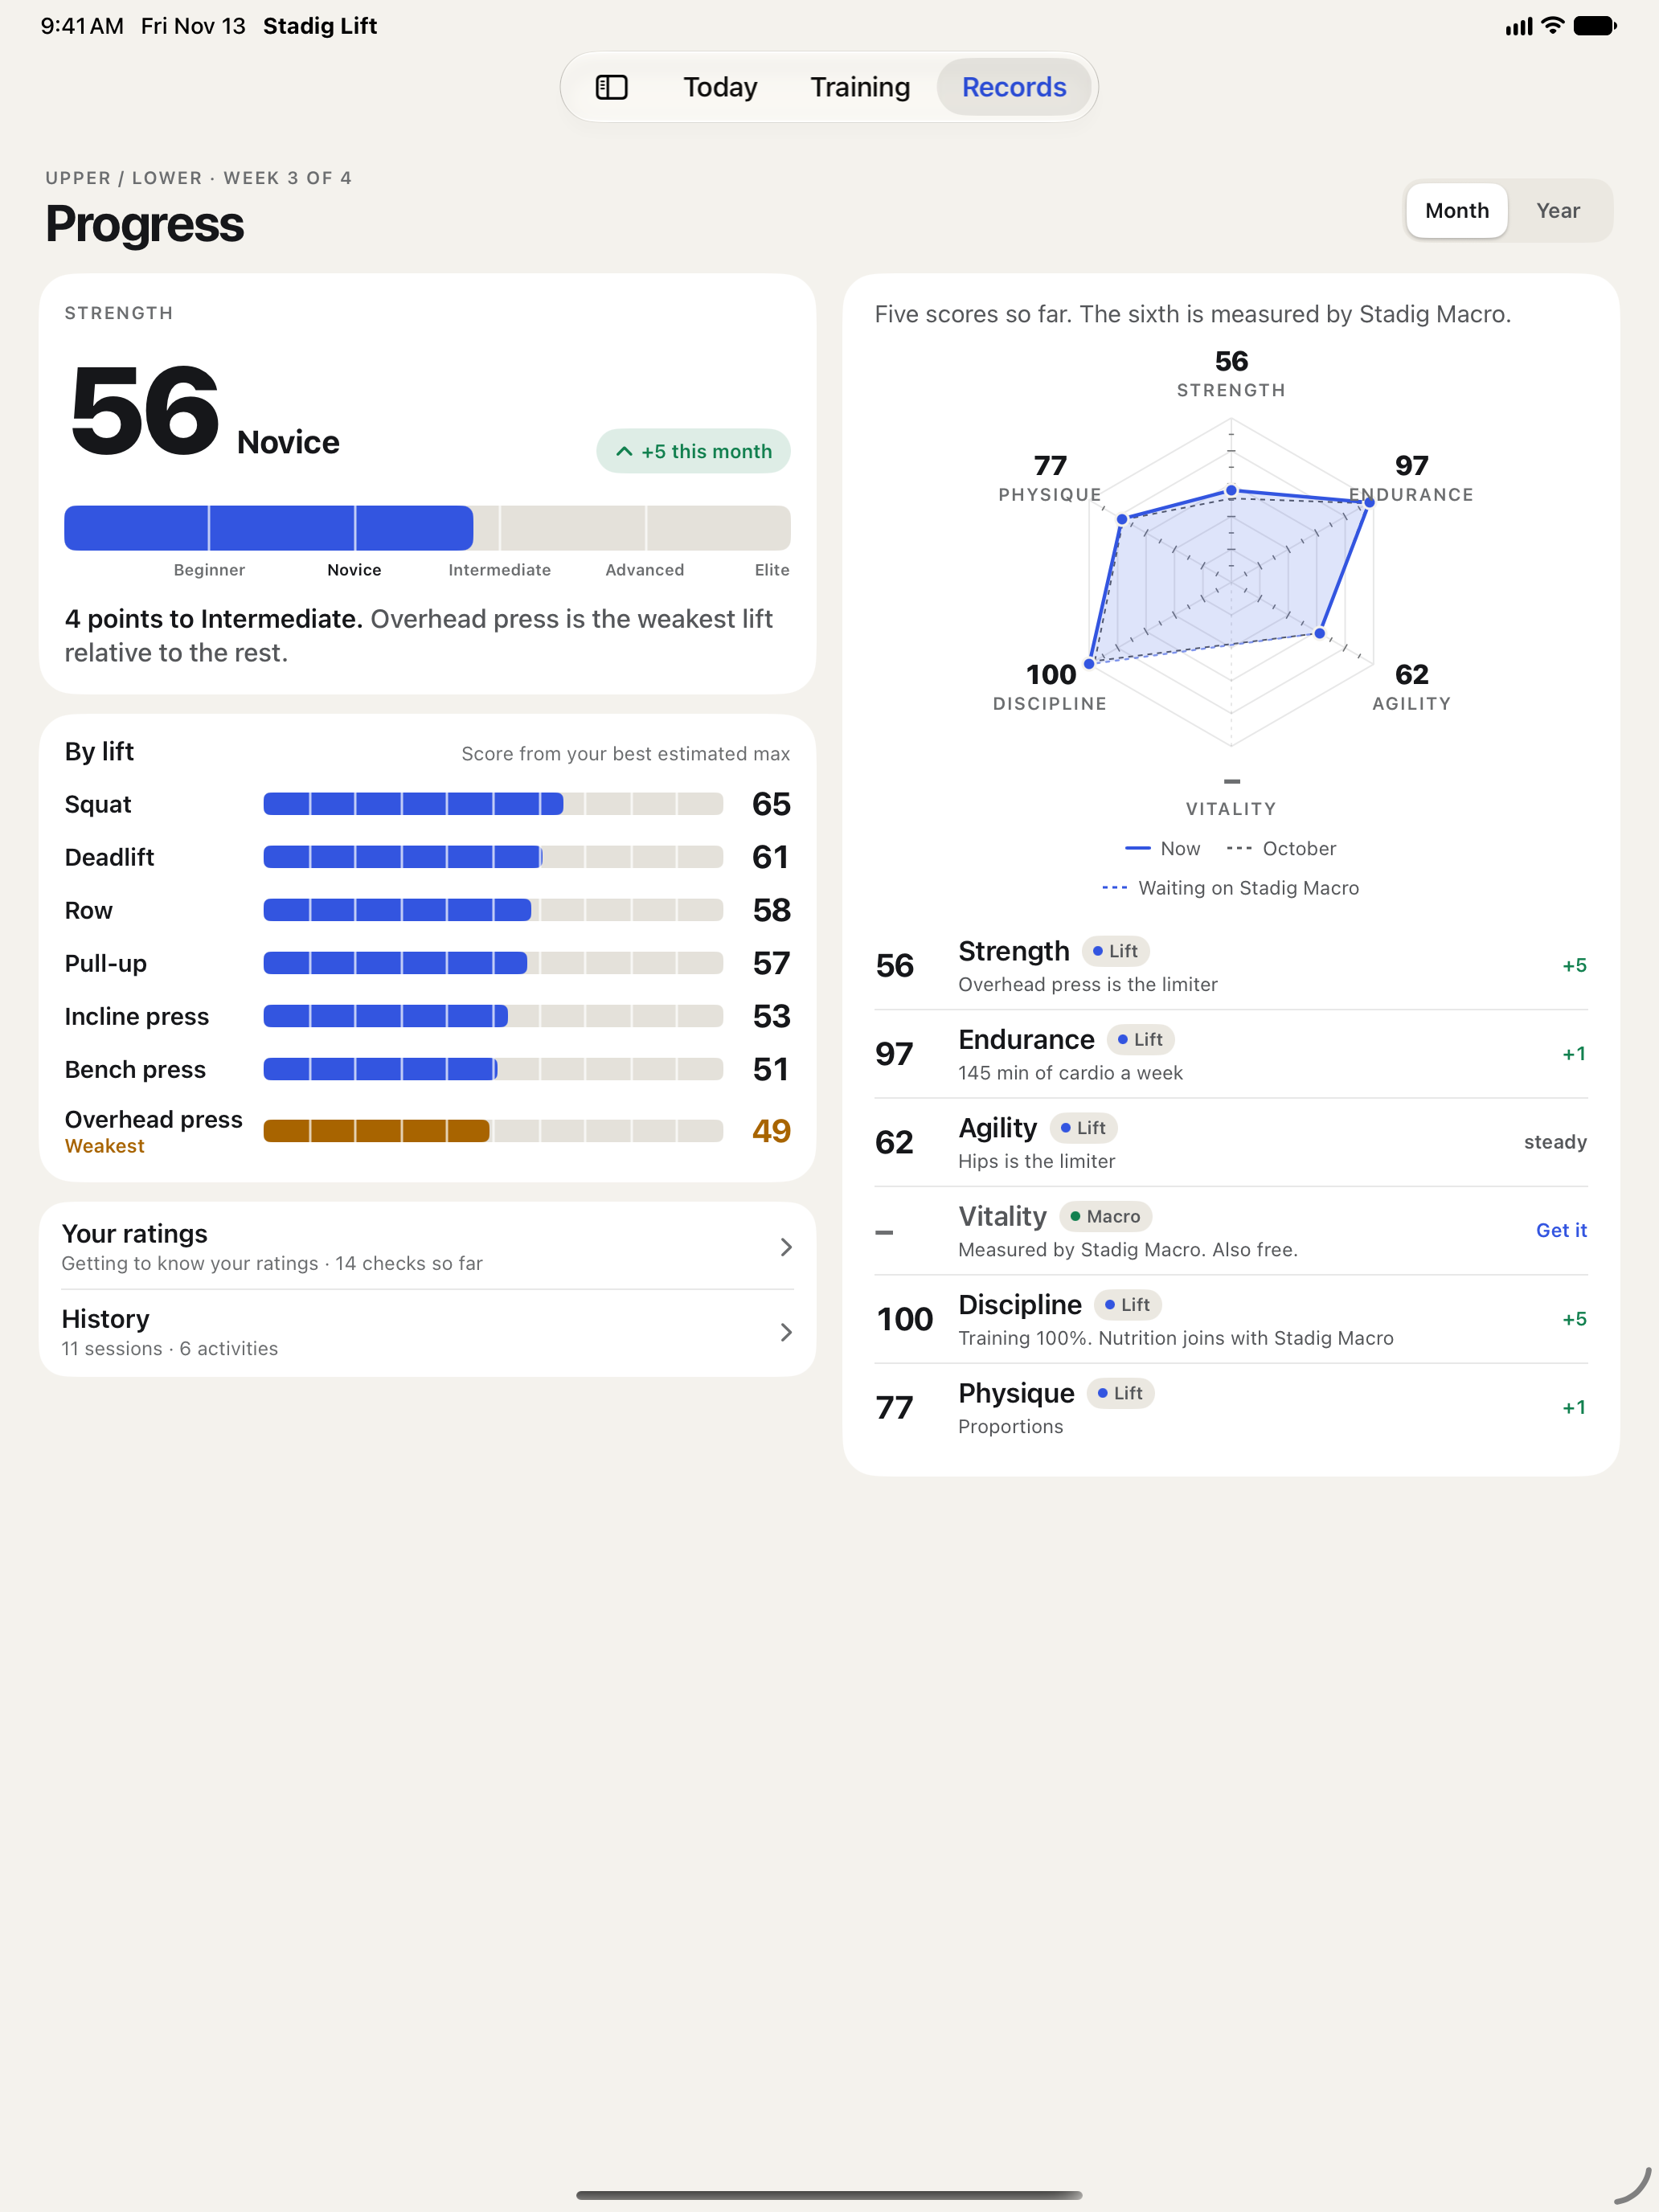 9:41 AM Fri Nov 13 Stadig Lift
Today Training Records
UPPER / LOWER · WEEK 3 OF 4
Progress
Month Year
STRENGTH
56 Novice
+5 this month
Beginner Novice Intermediate Advanced Elite
4 points to Intermediate. Overhead press is the weakest lift
relative to the rest.
By lift
Score from your best estimated max
Squat 65
Deadlift 61
Row 58
Pull-up 57
Incline press 53
Bench press 51
Overhead press 49
Weakest
Your ratings
Getting to know your ratings · 14 checks so far
History
11 sessions · 6 activities
Five scores so far. The sixth is measured by Stadig Macro.
56
STRENGTH
77
PHYSIQUE
97
ENDURANCE
100
DISCIPLINE
62
AGILITY
–
VITALITY
Now October
Waiting on Stadig Macro
56 Strength Lift +5
Overhead press is the limiter
97 Endurance Lift +1
145 min of cardio a week
62 Agility Lift steady
Hips is the limiter
– Vitality Macro Get it
Measured by Stadig Macro. Also free.
100 Discipline Lift +5
Training 100%. Nutrition joins with Stadig Macro
77 Physique Lift +1
Proportions